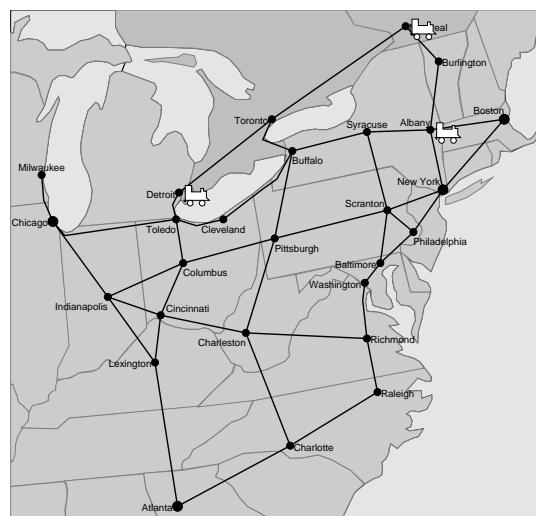 Burlington
Boston
Toronto
Syracuse
Albany
Buffalo
Milwaukee
Detroit
New York
Scranton
Chicago
Toledo
Cleveland
Philadelphia
Pittsburgh
Columbus
Baltimore
Washington
Indianapolis
Cincinnati
Charleston
Richmond
Lexington
Raleigh
Charlotte
Atlanta